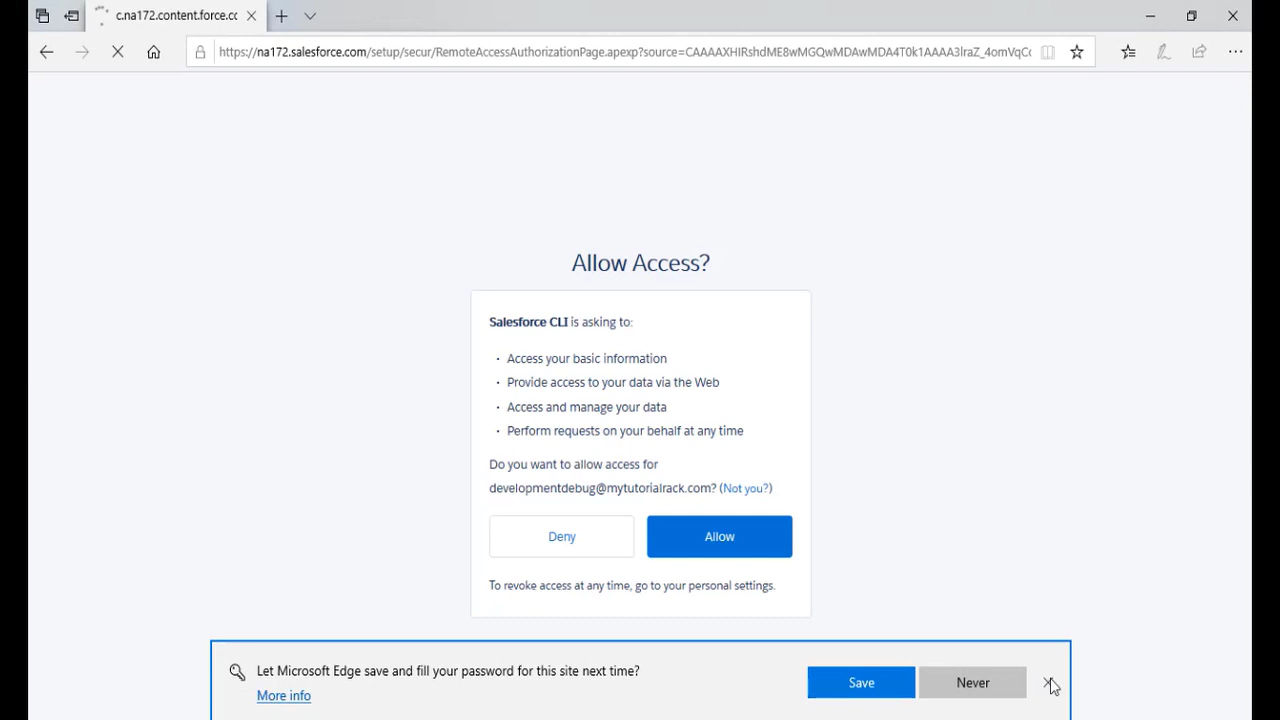 c.na172.content.force.co
https://na172.salesforce.com/setup/secur/RemoteAccessAuthorizationPage.apexp?source=CAAAAXHIRshdME8wMGQwMDAwMDA4T0k1AAAA3lraZ_4omVqCc
Allow Access?
Salesforce CLI is asking to:
· Access your basic information
· Provide access to your data via the Web
· Access and manage your data
· Perform requests on your behalf at any time
Do you want to allow access for
developmentdebug@mytutorialrack.com? (Not you?)
Deny Allow
To revoke access at any time, go to your personal settings.
Let Microsoft Edge save and fill your password for this site next time?
Save Never
More info